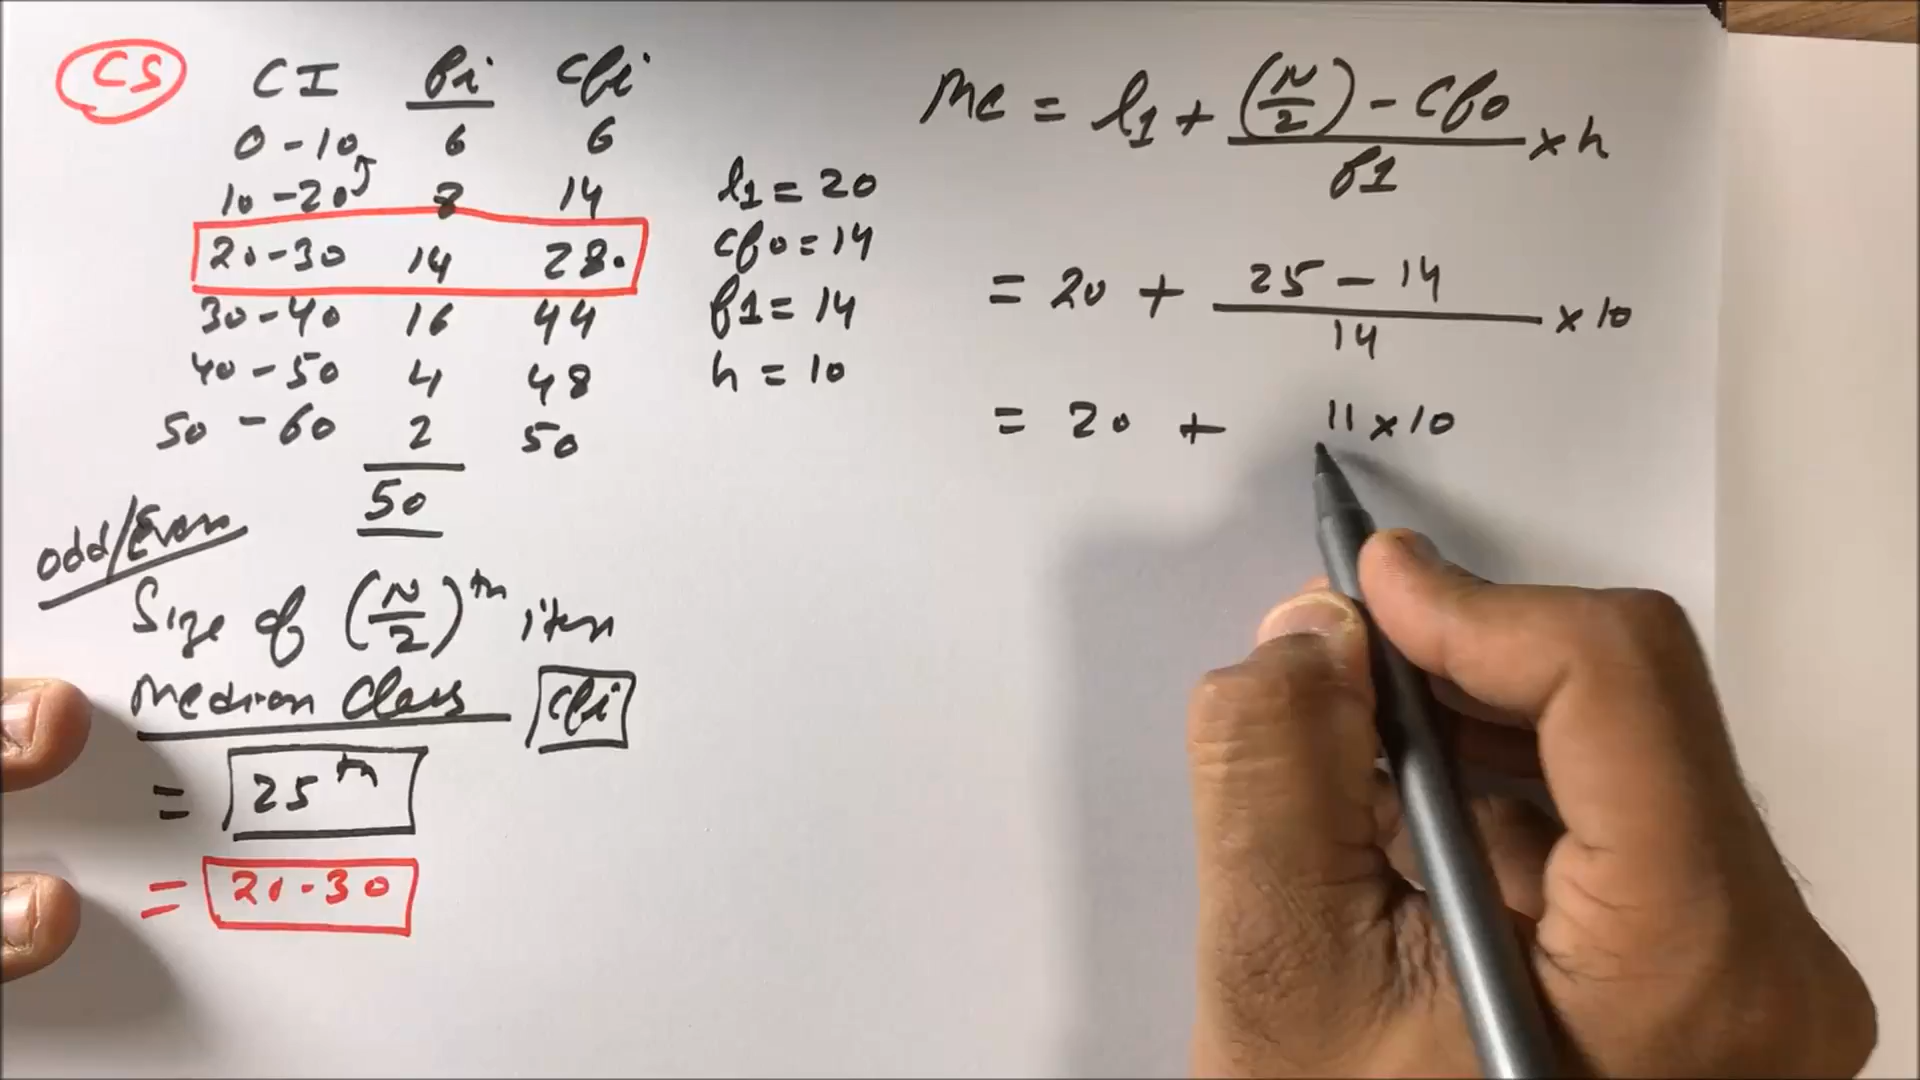 CS
CI fi cfi
0-10 6 6
10-20 8 14
20-30 14 28.
30-40 16 44
40-50 4 48
50-60 2 50
50
odd/Even
Size of (N/2)th item
Median Class cfi
= 25th
= 20-30
l1 = 20
cf0 = 14
f1 = 14
h = 10
Me = l1 + (N/2) - cf0 / f1 × h
= 20 + 25 - 14 / 14 × 10
= 20 + 11 × 10